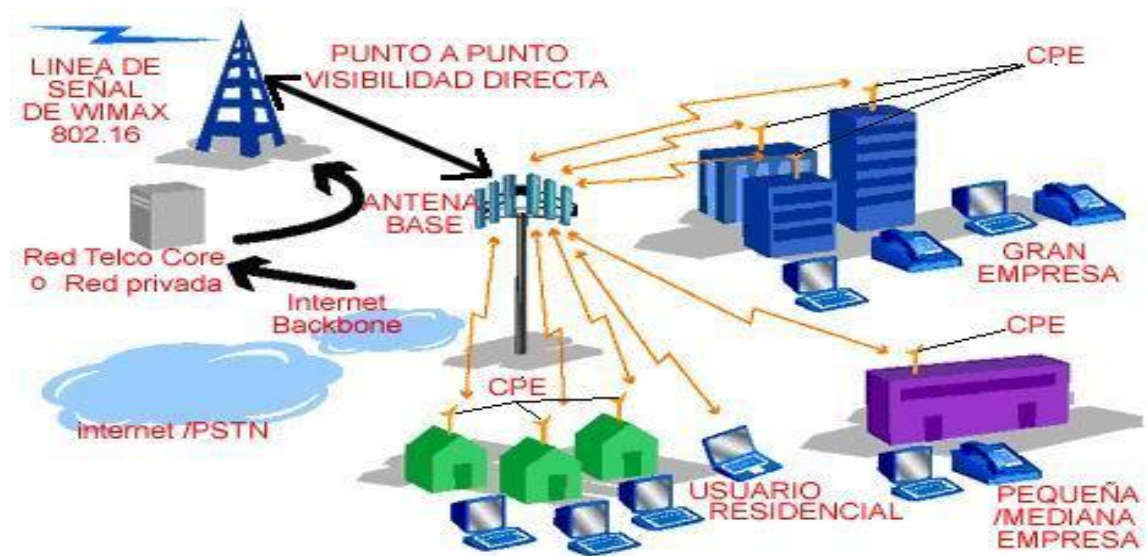 LINEA DE
SEÑAL
DE WIMAX
802.16
PUNTO A PUNTO
VISIBILIDAD DIRECTA
CPE
ANTENA
BASE
Red Telco Core
o Red privada
Internet
Backbone
internet /PSTN
GRAN
EMPRESA
CPE
CPE
USUARIO
RESIDENCIAL
PEQUEÑA
/MEDIANA
EMPRESA